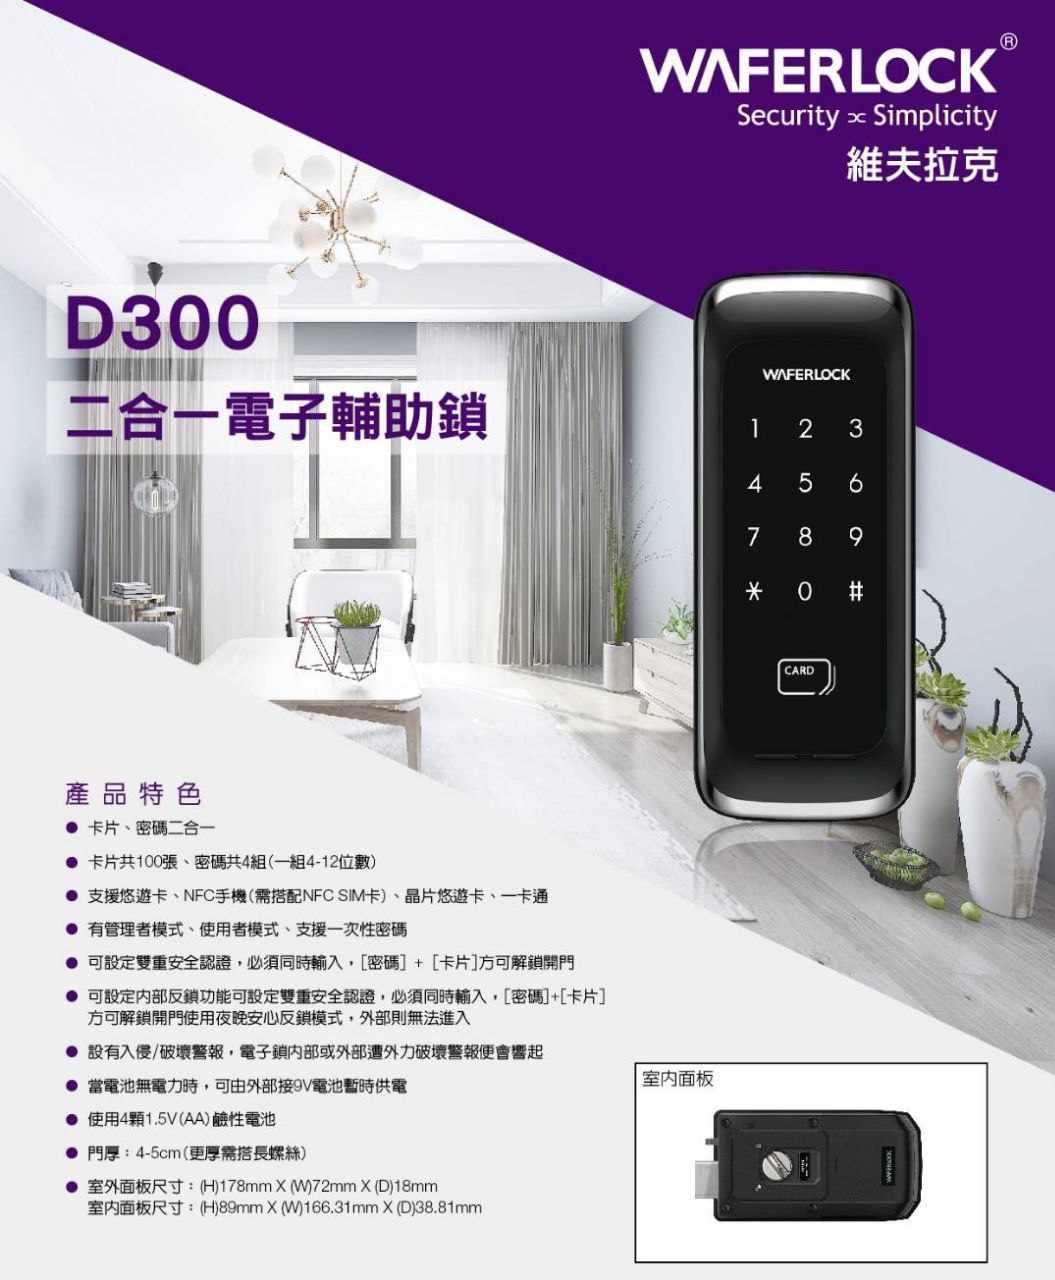 WAFERLOCK®
Security ∝ Simplicity
維夫拉克
D300
二合一電子輔助鎖
WAFERLOCK
1 2 3
4 5 6
7 8 9
* 0 #
CARD
產品特色
● 卡片、密碼二合一
● 卡片共100張、密碼共4組(一組4-12位數)
● 支援悠遊卡、NFC手機(需搭配NFC SIM卡)、晶片悠遊卡、一卡通
● 有管理者模式、使用者模式、支援一次性密碼
● 可設定雙重安全認證，必須同時輸入，[密碼] + [卡片]方可解鎖開門
● 可設定內部反鎖功能可設定雙重安全認證，必須同時輸入，[密碼]+[卡片]
方可解鎖開門使用夜晚安心反鎖模式，外部則無法進入
● 設有入侵/破壞警報，電子鎖內部或外部遭外力破壞警報便會響起
● 當電池無電力時，可由外部接9V電池暫時供電
● 使用4顆1.5V(AA)鹼性電池
● 門厚：4-5cm(更厚需搭長螺絲)
● 室外面板尺寸：(H)178mm X (W)72mm X (D)18mm
室內面板尺寸：(H)89mm X (W)166.31mm X (D)38.81mm
室內面板
WAFERLOCK